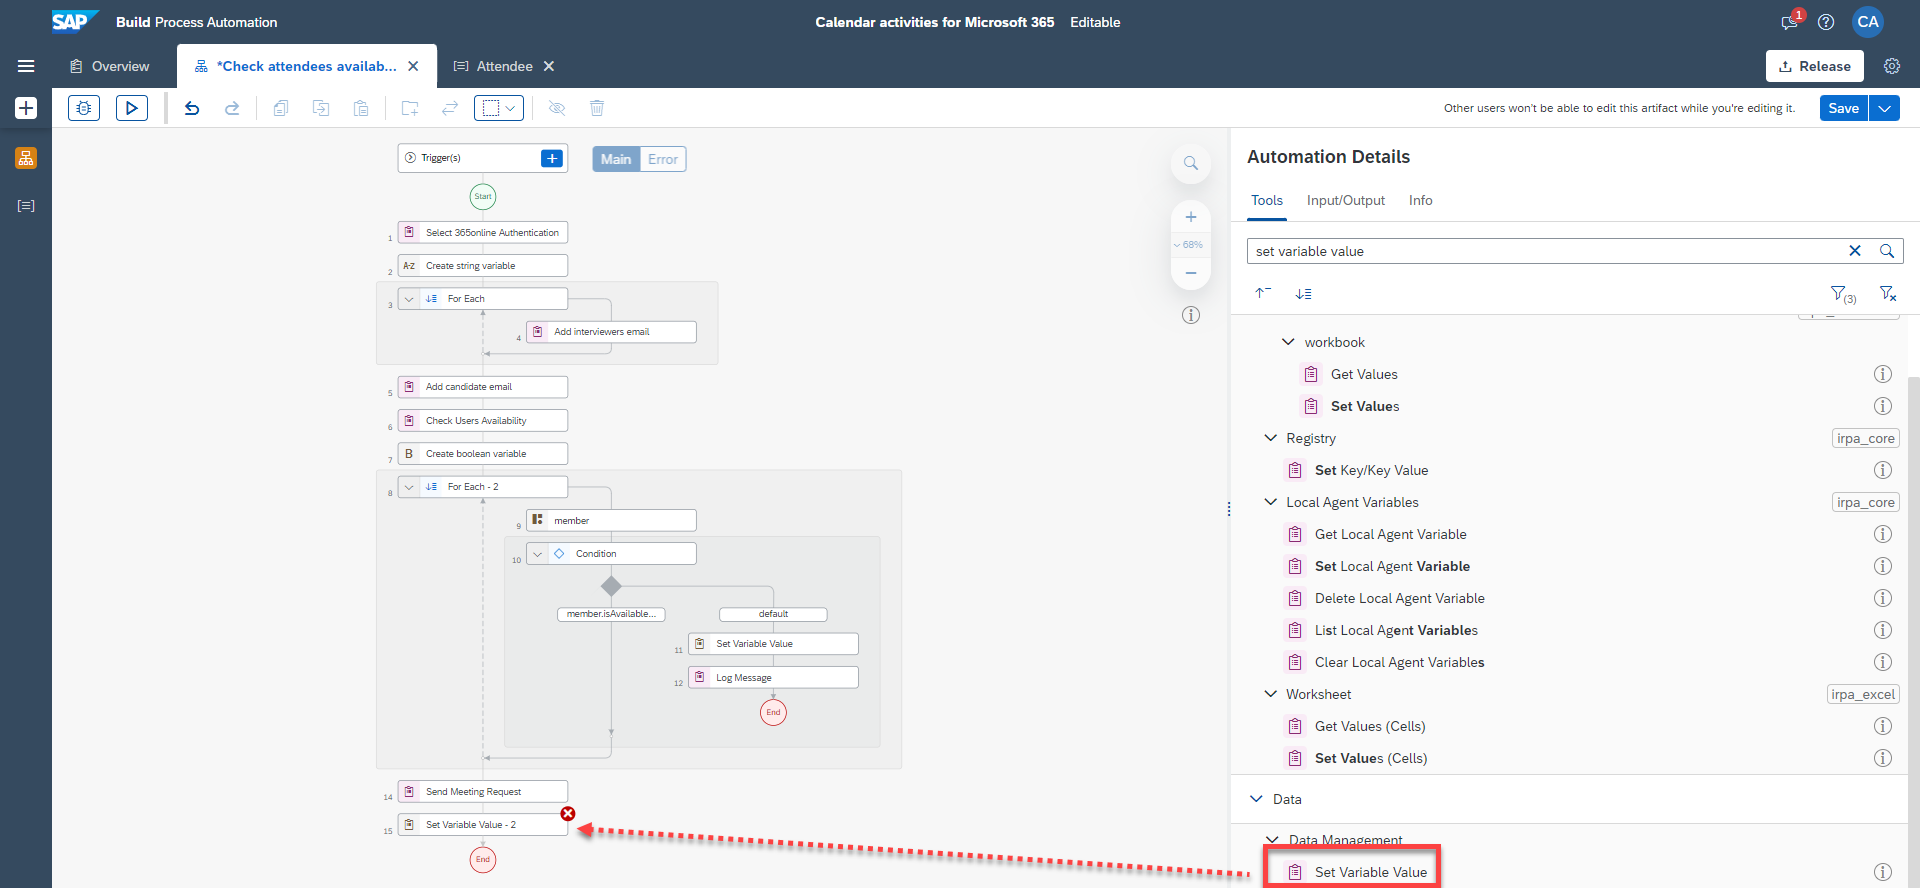 SAP Build Process Automation
Calendar activities for Microsoft 365 Editable
1
CA
Overview
*Check attendees availab...
Attendee
Release
Other users won't be able to edit this artifact while you're editing it.
Save
Trigger(s)
Main Error
Start
1 Select 365online Authentication
2 A-Z Create string variable
3 For Each
4 Add interviewers email
5 Add candidate email
6 Check Users Availability
7 B Create boolean variable
8 For Each - 2
9 member
10 Condition
member.isAvailable...
default
11 Set Variable Value
12 Log Message
End
14 Send Meeting Request
15 Set Variable Value - 2
End
68%
Automation Details
Tools Input/Output Info
set variable value
(3)
workbook
Get Values
Set Values
Registry irpa_core
Set Key/Key Value
Local Agent Variables irpa_core
Get Local Agent Variable
Set Local Agent Variable
Delete Local Agent Variable
List Local Agent Variables
Clear Local Agent Variables
Worksheet irpa_excel
Get Values (Cells)
Set Values (Cells)
Data
Data Management
Set Variable Value